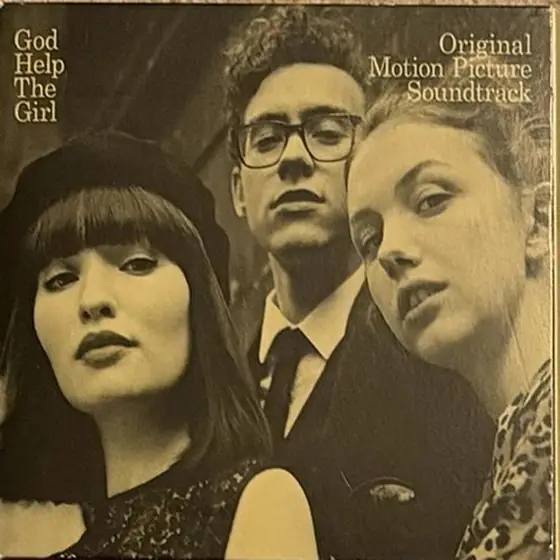 God
Help
The
Girl
Original
Motion Picture
Soundtrack